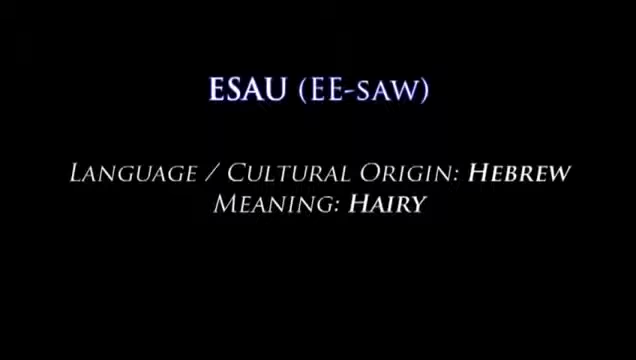 ESAU (EE-SAW)
LANGUAGE / CULTURAL ORIGIN: HEBREW
MEANING: HAIRY